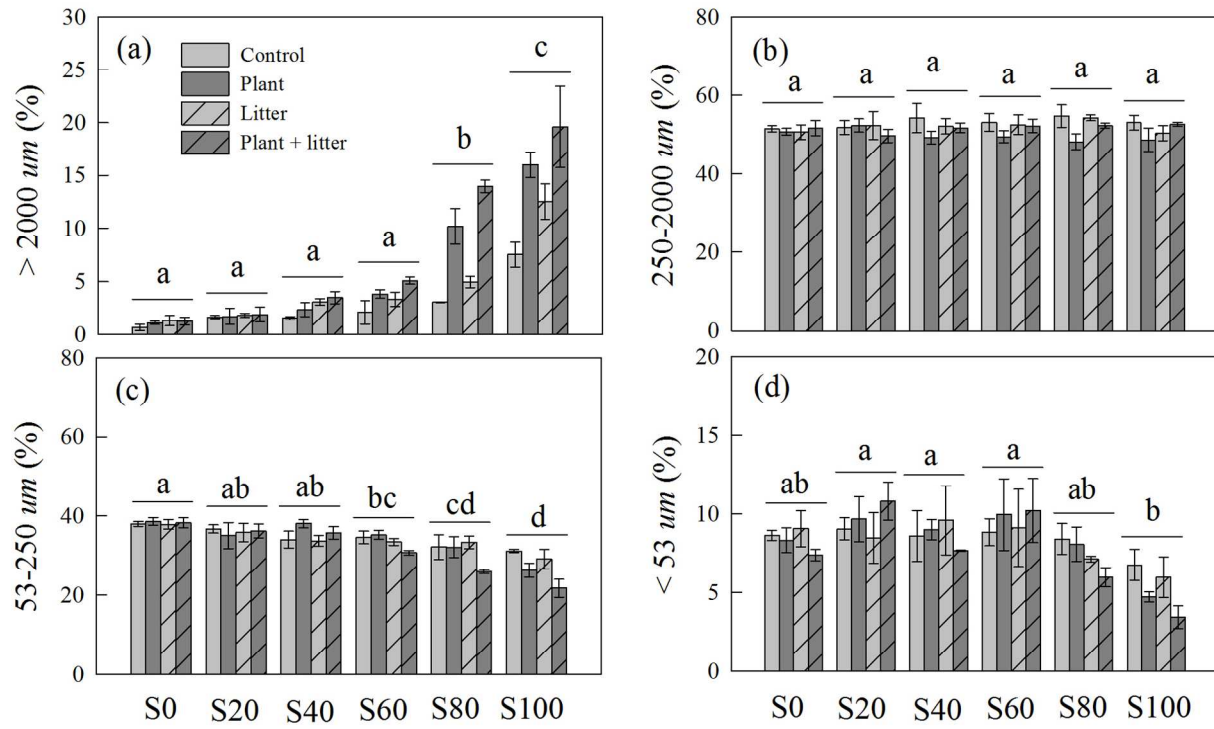 30
25
20
15
10
5
0
> 2000 um (%)
(a)
Control
Plant
Litter
Plant + litter
a
a
a
a
b
c
80
60
40
20
0
250-2000 um (%)
(b)
a
a
a
a
a
a
80
60
40
20
0
53-250 um (%)
(c)
a
ab
ab
bc
cd
d
S0 S20 S40 S60 S80 S100
20
15
10
5
0
< 53 um (%)
(d)
ab
a
a
a
ab
b
S0 S20 S40 S60 S80 S100